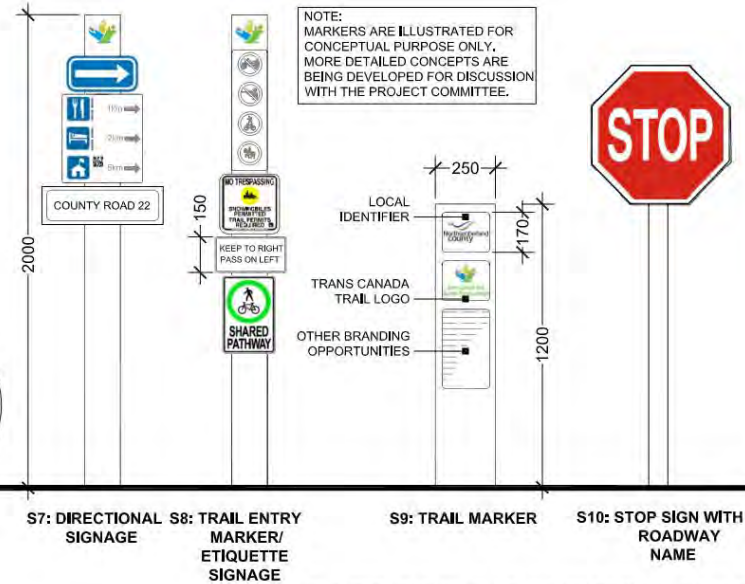 NOTE:
MARKERS ARE ILLUSTRATED FOR
CONCEPTUAL PURPOSE ONLY.
MORE DETAILED CONCEPTS ARE
BEING DEVELOPED FOR DISCUSSION
WITH THE PROJECT COMMITTEE.
2000
COUNTY ROAD 22
NO TRESPASSING
SNOWMOBILES
PERMITTED
TRAIL PERMITS
REQUIRED
150
KEEP TO RIGHT
PASS ON LEFT
SHARED
PATHWAY
250
LOCAL
IDENTIFIER
Northumberland
county
170
TRANS CANADA
TRAIL LOGO
OTHER BRANDING
OPPORTUNITIES
1200
STOP
S7: DIRECTIONAL
SIGNAGE
S8: TRAIL ENTRY
MARKER/
ETIQUETTE
SIGNAGE
S9: TRAIL MARKER
S10: STOP SIGN WITH
ROADWAY
NAME